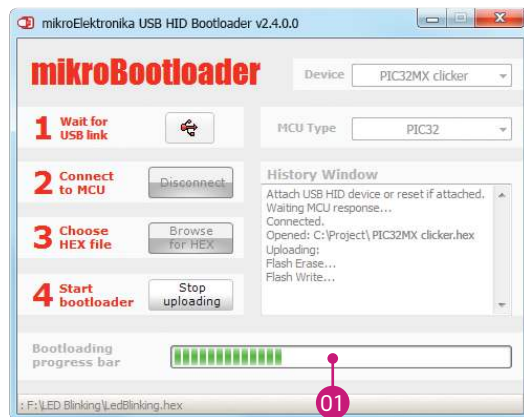 mikroElektronika USB HID Bootloader v2.4.0.0
mikroBootloader
Device PIC32MX clicker
1 Wait for
USB link
MCU Type PIC32
2 Connect
to MCU
Disconnect
3 Choose
HEX file
Browse
for HEX
4 Start
bootloader
Stop
uploading
History Window
Attach USB HID device or reset if attached.
Waiting MCU response...
Connected.
Opened: C:\Project\PIC32MX clicker.hex
Uploading:
Flash Erase...
Flash Write...
Bootloading
progress bar
01
: F:\LED Blinking\LedBlinking.hex